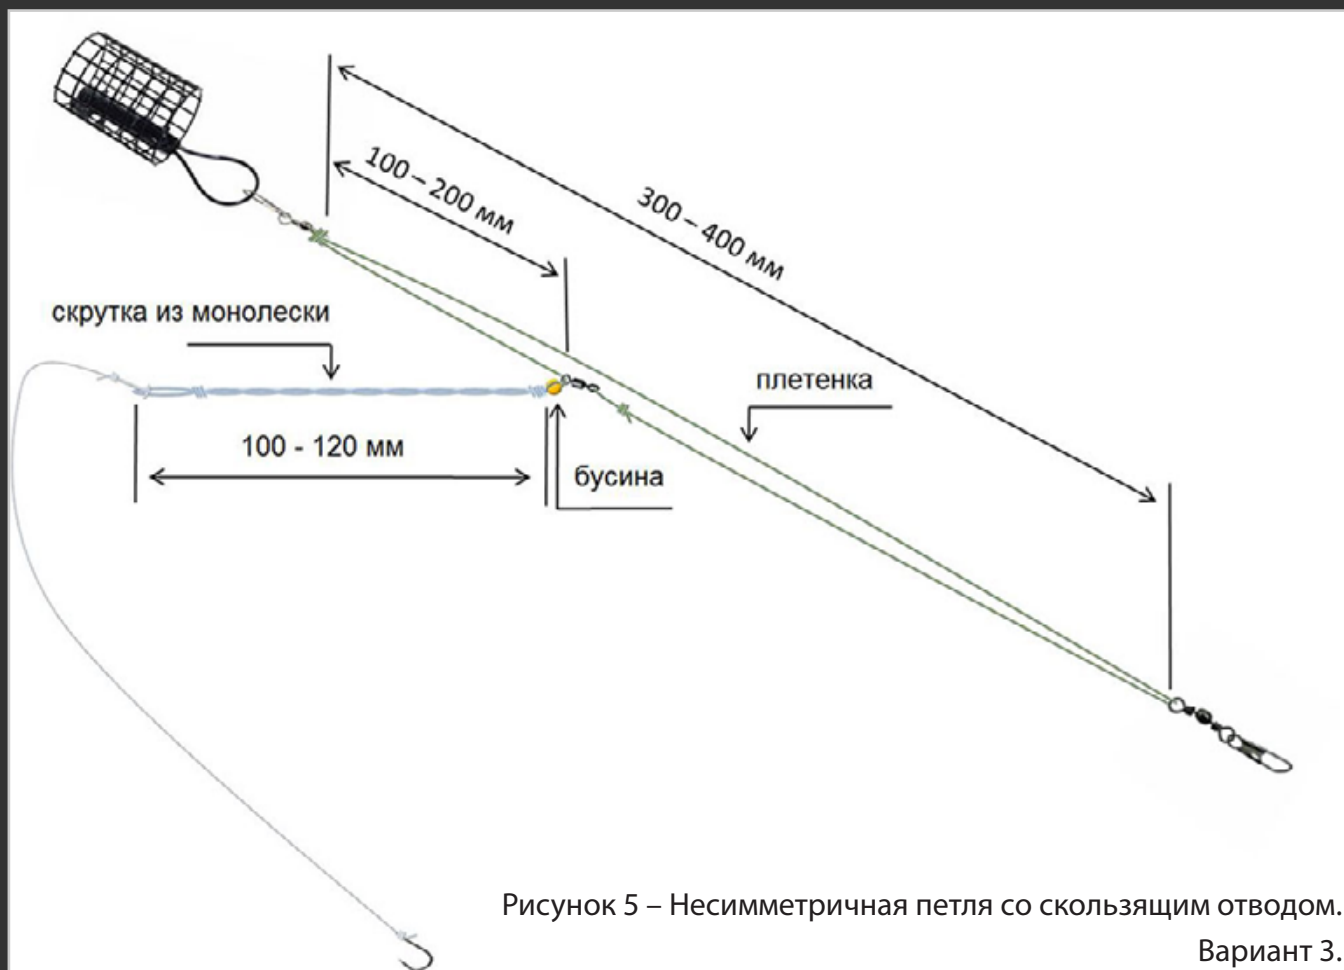 100 – 200 мм
300 – 400 мм
скрутка из монолески
плетенка
100 - 120 мм
бусина
Рисунок 5 – Несимметричная петля со скользящим отводом.
Вариант 3.